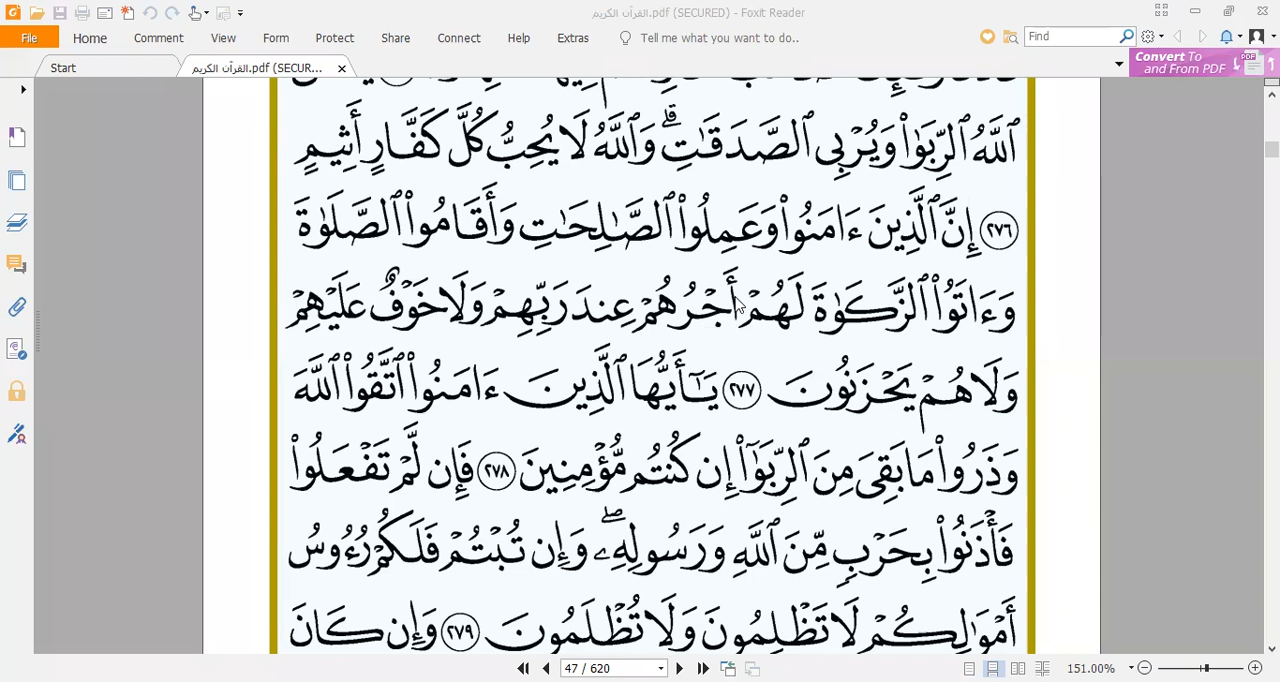 القرآن الكريم.pdf (SECURED) - Foxit Reader
File Home Comment View Form Protect Share Connect Help Extras Tell me what you want to do.. Find
Start القرآن الكريم.pdf (SECUR...
Convert To
and From PDF
ٱللَّهُ ٱلرِّبَوٰا۟ وَيُرْبِى ٱلصَّدَقَٰتِ ۗ وَٱللَّهُ لَا يُحِبُّ كُلَّ كَفَّارٍ أَثِيمٍ
٢٧٦ إِنَّ ٱلَّذِينَ ءَامَنُوا۟ وَعَمِلُوا۟ ٱلصَّٰلِحَٰتِ وَأَقَامُوا۟ ٱلصَّلَوٰةَ
وَءَاتَوُا۟ ٱلزَّكَوٰةَ لَهُمْ أَجْرُهُمْ عِندَ رَبِّهِمْ وَلَا خَوْفٌ عَلَيْهِمْ
وَلَا هُمْ يَحْزَنُونَ ٢٧٧ يَٰٓأَيُّهَا ٱلَّذِينَ ءَامَنُوا۟ ٱتَّقُوا۟ ٱللَّهَ
وَذَرُوا۟ مَا بَقِىَ مِنَ ٱلرِّبَوٰٓا۟ إِن كُنتُم مُّؤْمِنِينَ ٢٧٨ فَإِن لَّمْ تَفْعَلُوا۟
فَأْذَنُوا۟ بِحَرْبٍ مِّنَ ٱللَّهِ وَرَسُولِهِۦ ۖ وَإِن تُبْتُمْ فَلَكُمْ رُءُوسُ
أَمْوَٰلِكُمْ لَا تَظْلِمُونَ وَلَا تُظْلَمُونَ ٢٧٩ وَإِن كَانَ
47 / 620 151.00%